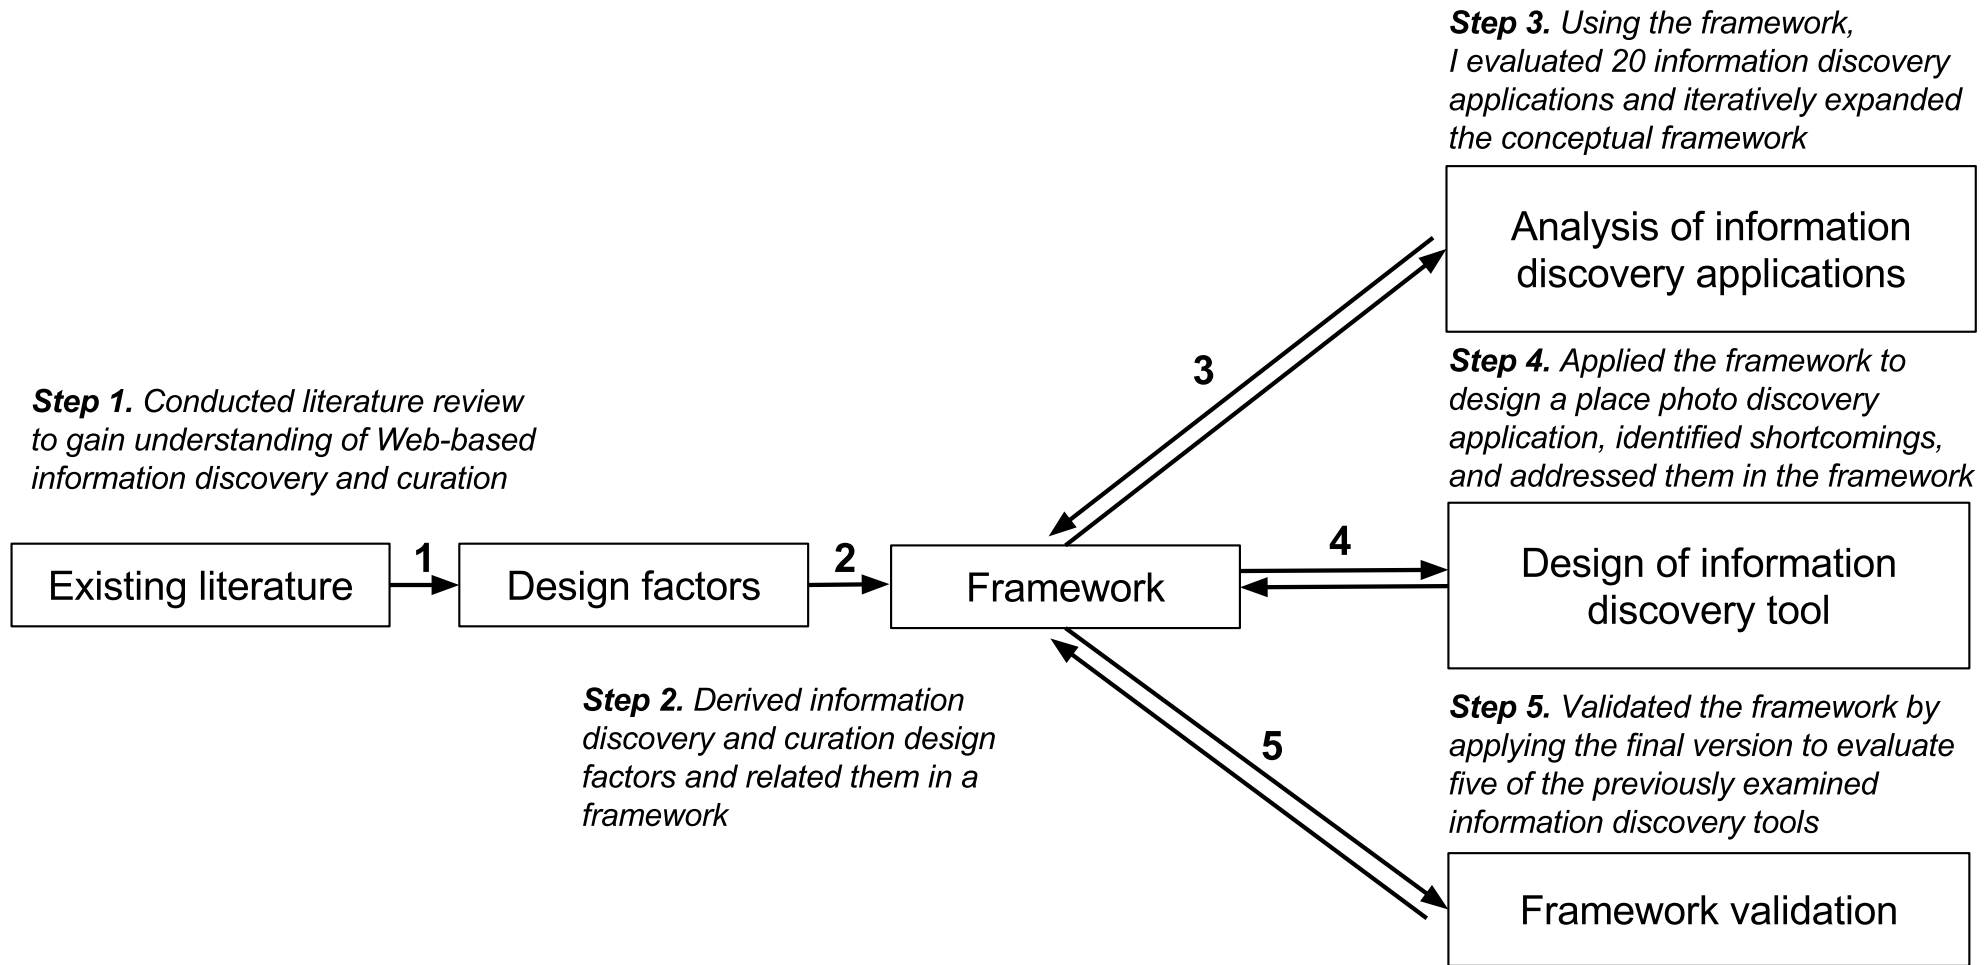 Step 3. Using the framework,
I evaluated 20 information discovery
applications and iteratively expanded
the conceptual framework
Analysis of information
discovery applications
3
Step 4. Applied the framework to
design a place photo discovery
application, identified shortcomings,
and addressed them in the framework
Step 1. Conducted literature review
to gain understanding of Web-based
information discovery and curation
Existing literature
1
Design factors
2
Framework
4
Design of information
discovery tool
Step 2. Derived information
discovery and curation design
factors and related them in a
framework
5
Step 5. Validated the framework by
applying the final version to evaluate
five of the previously examined
information discovery tools
Framework validation